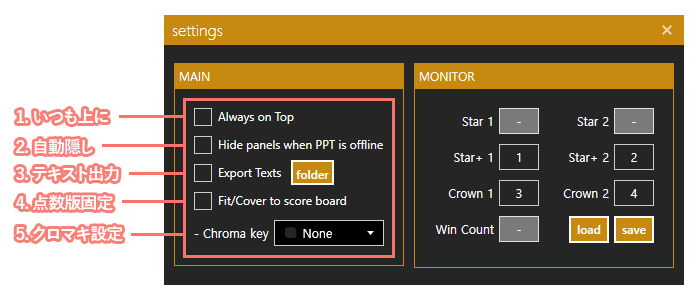 settings ×
MAIN
1. いつも上に
Always on Top
2. 自動隠し
Hide panels when PPT is offline
3. テキスト出力
Export Texts folder
4. 点数版固定
Fit/Cover to score board
5. クロマキ設定
- Chroma key None
MONITOR
Star 1 - Star 2 -
Star+ 1 1 Star+ 2 2
Crown 1 3 Crown 2 4
Win Count - load save